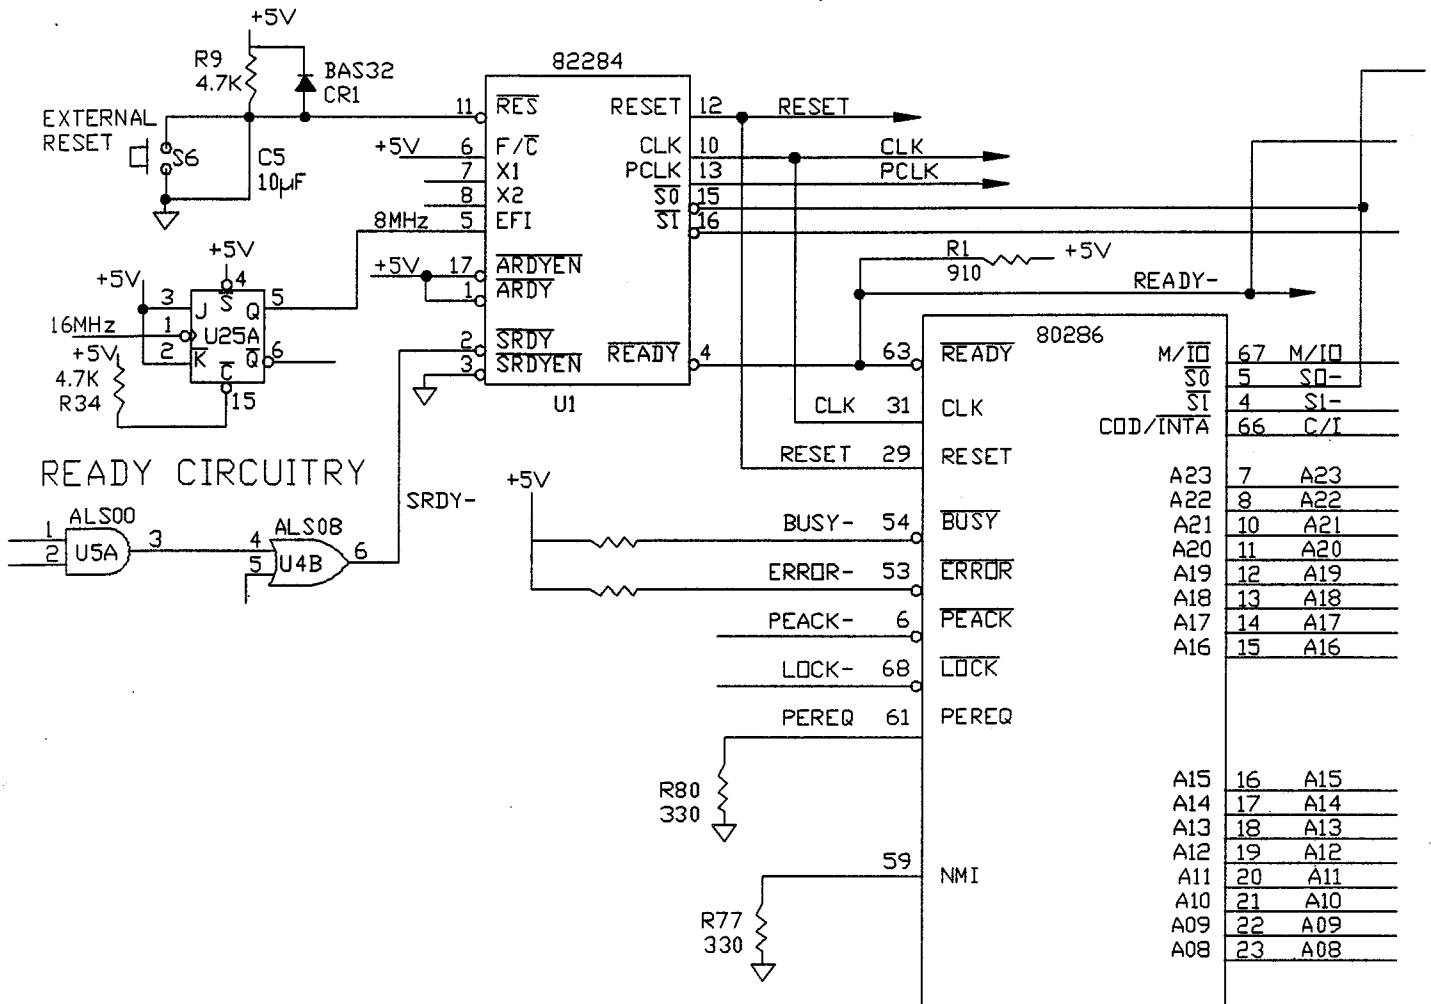 +5V
R9
4.7K
BAS32
CR1
EXTERNAL
RESET
S6
C5
10µF
82284
11 RES
+5V 6 F/C
7 X1
8 X2
8MHz 5 EFI
+5V 17 ARDYEN
1 ARDY
2 SRDY
3 SRDYEN
RESET 12 RESET
CLK 10 CLK
PCLK 13 PCLK
S0 15
S1 16
READY 4
U1
R1
910
+5V
READY-
+5V
+5V
4
3 J S Q 5
16MHz 1 U25A
2 K C Q 6
+5V
4.7K
R34
15
READY CIRCUITRY
ALS00
1
2
U5A
3
ALS08
4
5
U4B
6
SRDY-
80286
63 READY
CLK 31 CLK
RESET 29 RESET
+5V
BUSY- 54 BUSY
ERROR- 53 ERROR
PEACK- 6 PEACK
LOCK- 68 LOCK
PEREQ 61 PEREQ
R80
330
59 NMI
R77
330
M/IO 67 M/IO
S0 5 SO-
S1 4 S1-
COD/INTA 66 C/I
A23 7 A23
A22 8 A22
A21 10 A21
A20 11 A20
A19 12 A19
A18 13 A18
A17 14 A17
A16 15 A16
A15 16 A15
A14 17 A14
A13 18 A13
A12 19 A12
A11 20 A11
A10 21 A10
A09 22 A09
A08 23 A08